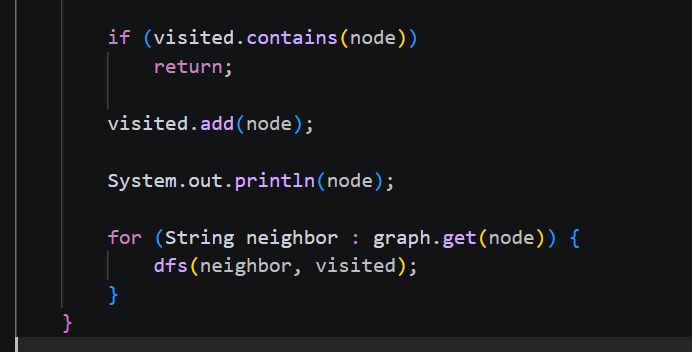 if (visited.contains(node))
return;
visited.add(node);
System.out.println(node);
for (String neighbor : graph.get(node)) {
dfs(neighbor, visited);
}
}